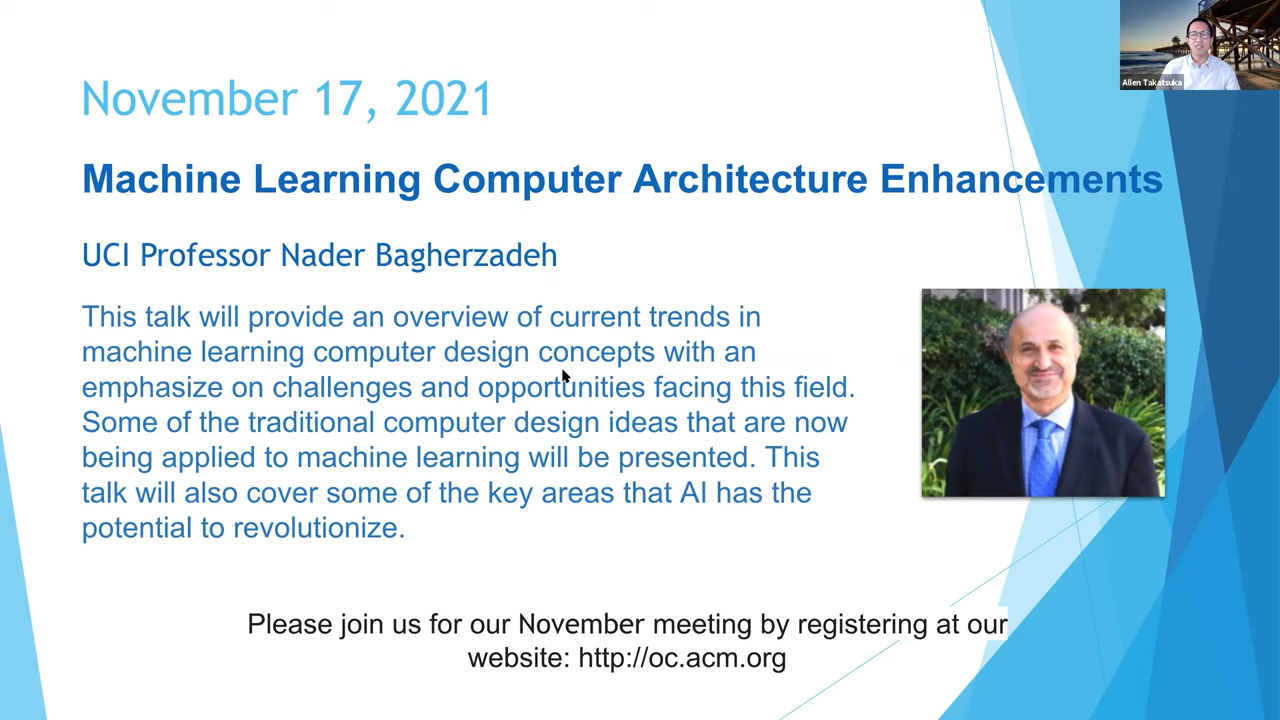 Allen Takatsuka
November 17, 2021
Machine Learning Computer Architecture Enhancements
UCI Professor Nader Bagherzadeh
This talk will provide an overview of current trends in
machine learning computer design concepts with an
emphasize on challenges and opportunities facing this field.
Some of the traditional computer design ideas that are now
being applied to machine learning will be presented. This
talk will also cover some of the key areas that AI has the
potential to revolutionize.
Please join us for our November meeting by registering at our
website: http://oc.acm.org